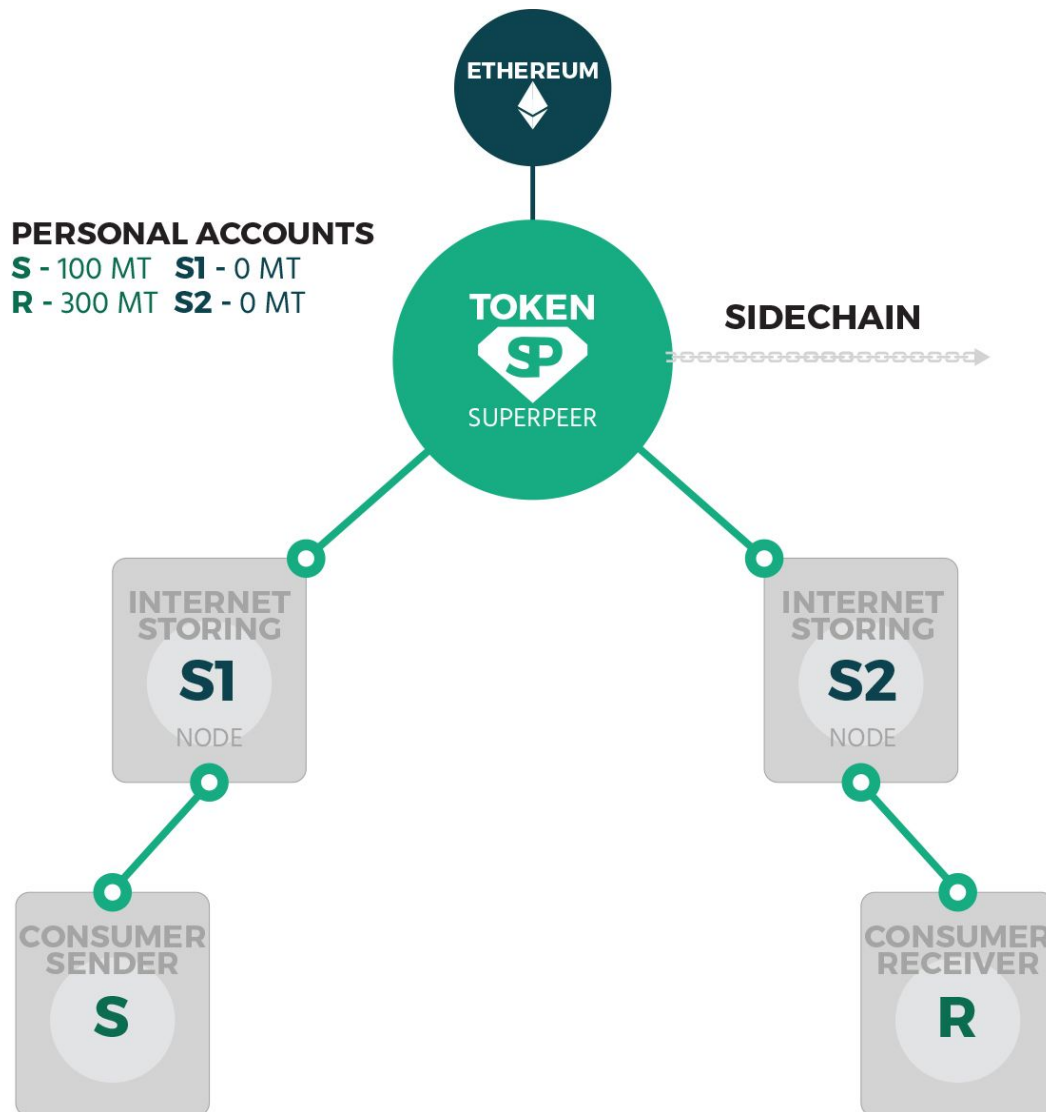 ETHEREUM
PERSONAL ACCOUNTS
S - 100 MT S1 - 0 MT
R - 300 MT S2 - 0 MT
TOKEN
SP
SUPERPEER
SIDECHAIN
INTERNET
STORING
S1
NODE
INTERNET
STORING
S2
NODE
CONSUMER
SENDER
S
CONSUMER
RECEIVER
R